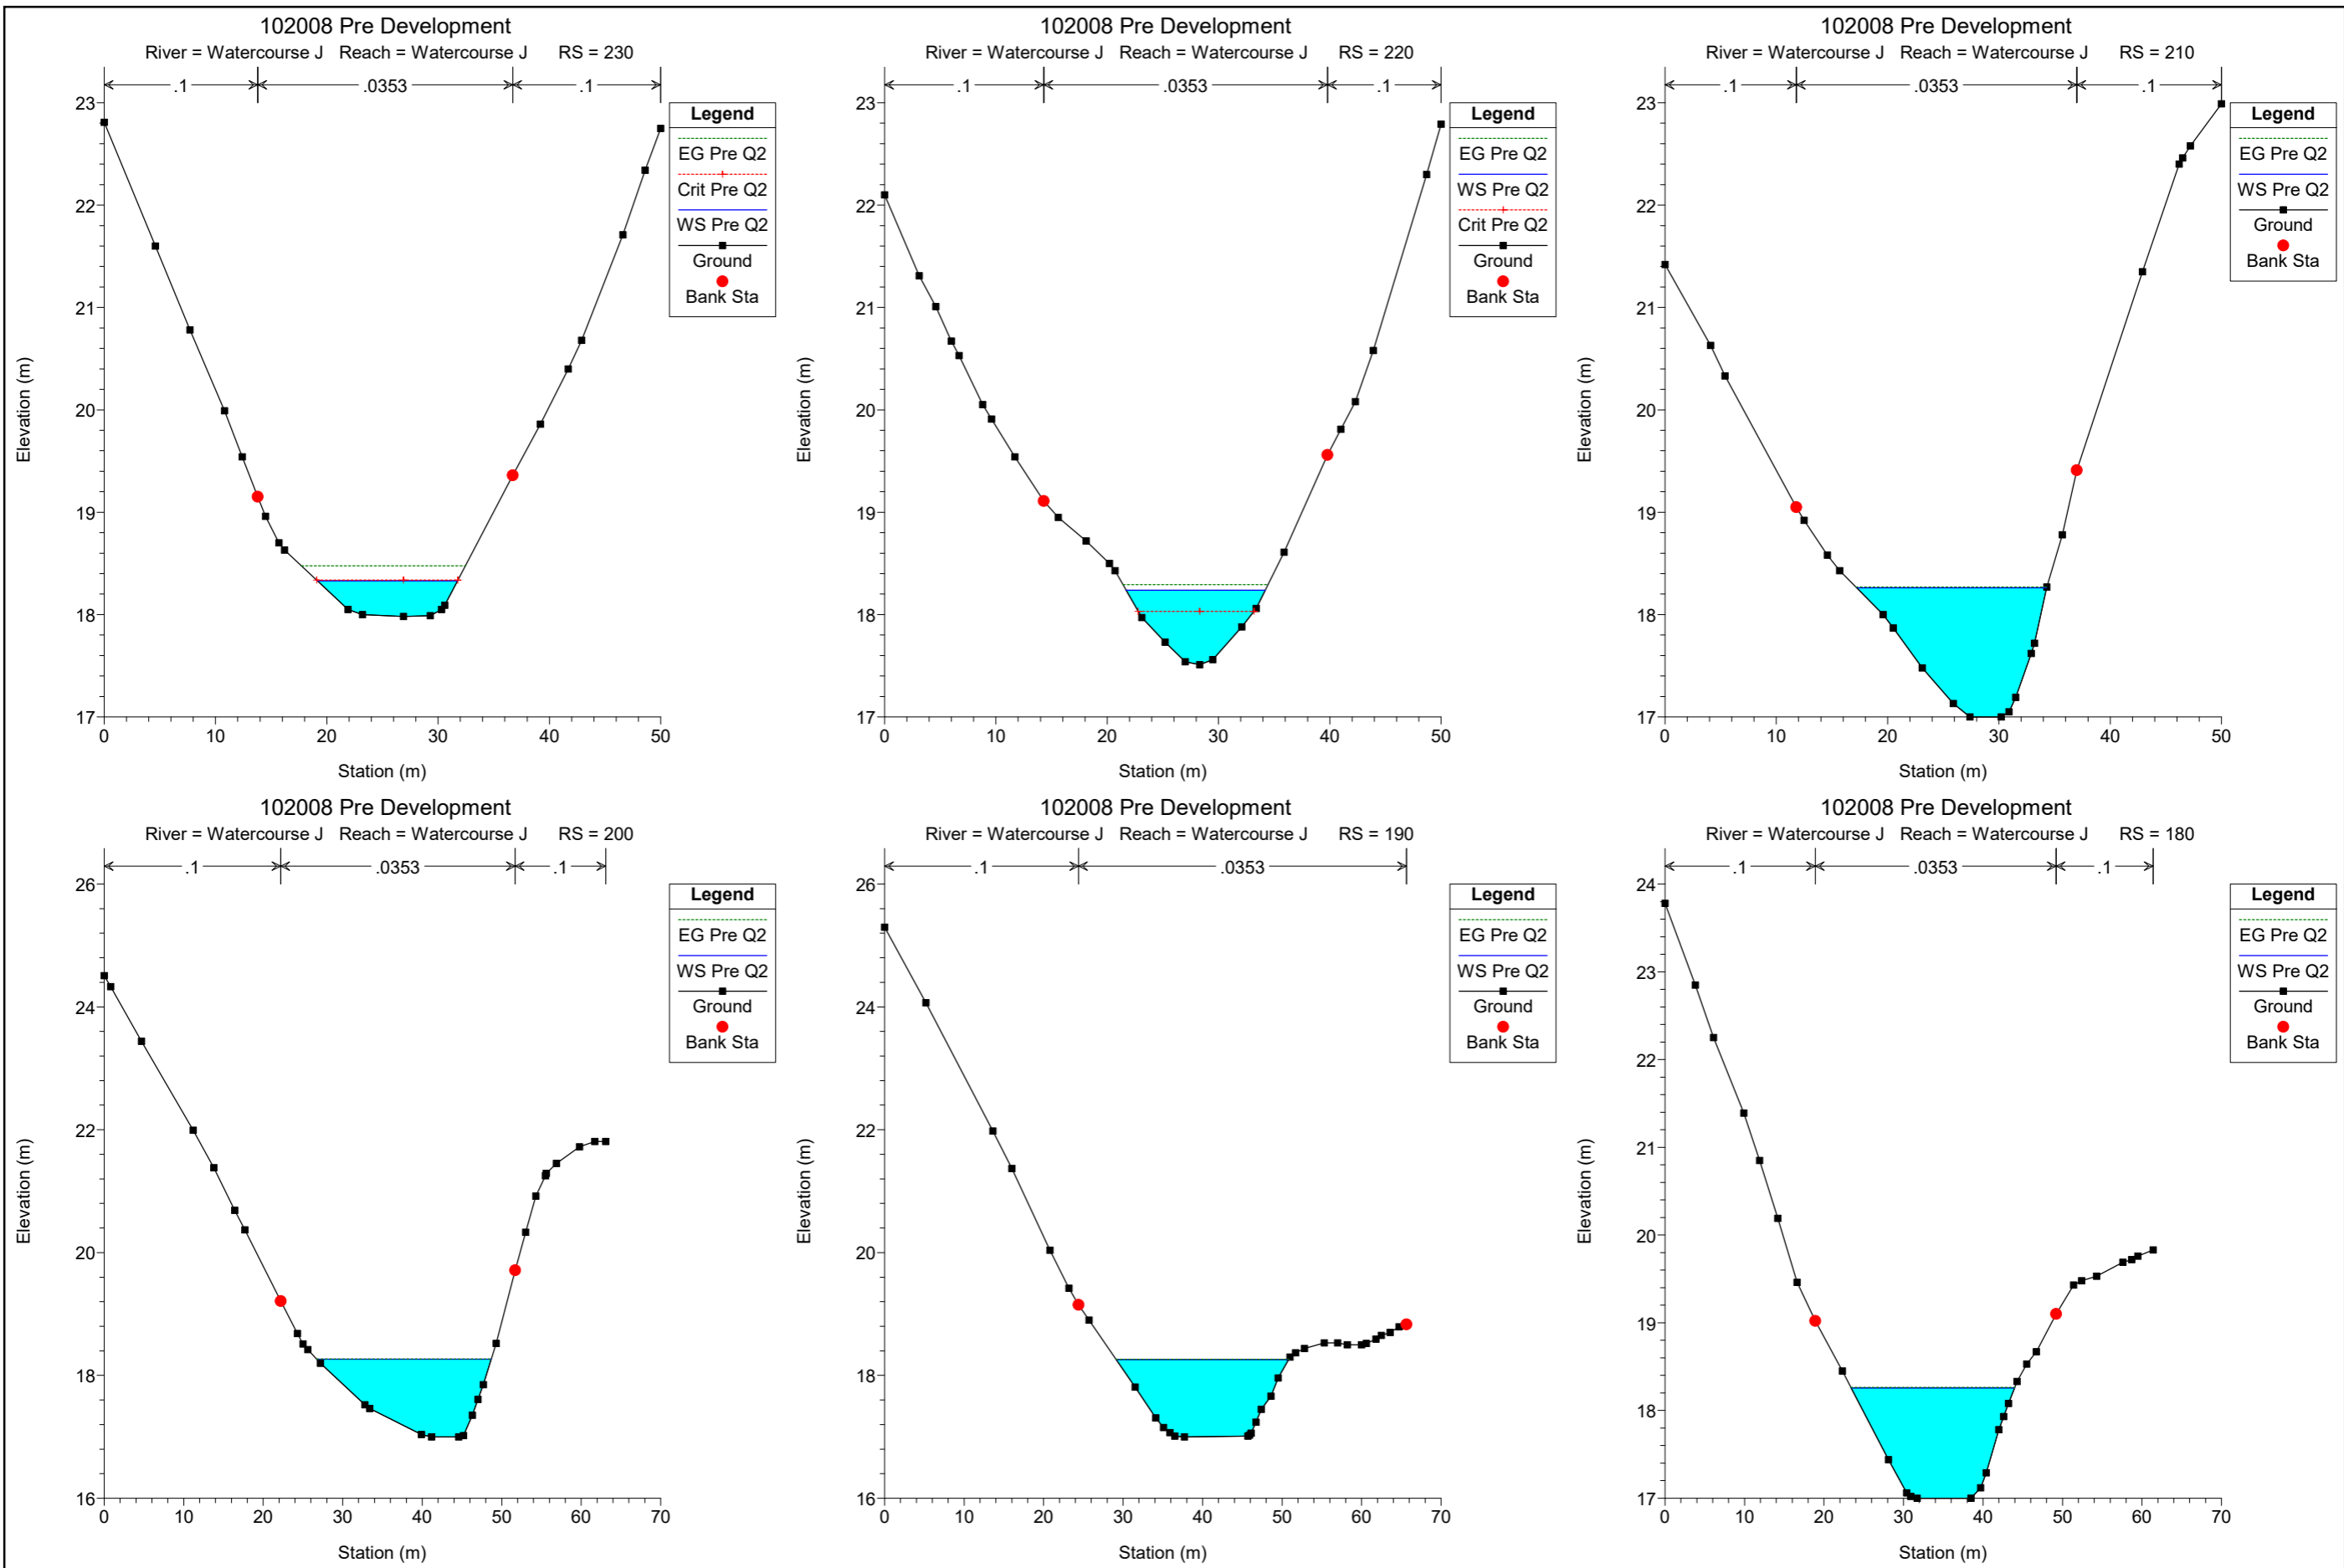 102008 Pre Development
River = Watercourse J Reach = Watercourse J RS = 230
.1 .0353 .1
Legend
EG Pre Q2
Crit Pre Q2
WS Pre Q2
Ground
Bank Sta
23
22
21
20
19
18
17
Elevation (m)
0 10 20 30 40 50
Station (m)
102008 Pre Development
River = Watercourse J Reach = Watercourse J RS = 220
.1 .0353 .1
Legend
EG Pre Q2
WS Pre Q2
Crit Pre Q2
Ground
Bank Sta
23
22
21
20
19
18
17
Elevation (m)
0 10 20 30 40 50
Station (m)
102008 Pre Development
River = Watercourse J Reach = Watercourse J RS = 210
.1 .0353 .1
Legend
EG Pre Q2
WS Pre Q2
Ground
Bank Sta
23
22
21
20
19
18
17
Elevation (m)
0 10 20 30 40 50
Station (m)
102008 Pre Development
River = Watercourse J Reach = Watercourse J RS = 200
.1 .0353 .1
Legend
EG Pre Q2
WS Pre Q2
Ground
Bank Sta
26
24
22
20
18
16
Elevation (m)
0 10 20 30 40 50 60 70
Station (m)
102008 Pre Development
River = Watercourse J Reach = Watercourse J RS = 190
.1 .0353
Legend
EG Pre Q2
WS Pre Q2
Ground
Bank Sta
26
24
22
20
18
16
Elevation (m)
0 10 20 30 40 50 60 70
Station (m)
102008 Pre Development
River = Watercourse J Reach = Watercourse J RS = 180
.1 .0353 .1
Legend
EG Pre Q2
WS Pre Q2
Ground
Bank Sta
24
23
22
21
20
19
18
17
Elevation (m)
0 10 20 30 40 50 60 70
Station (m)